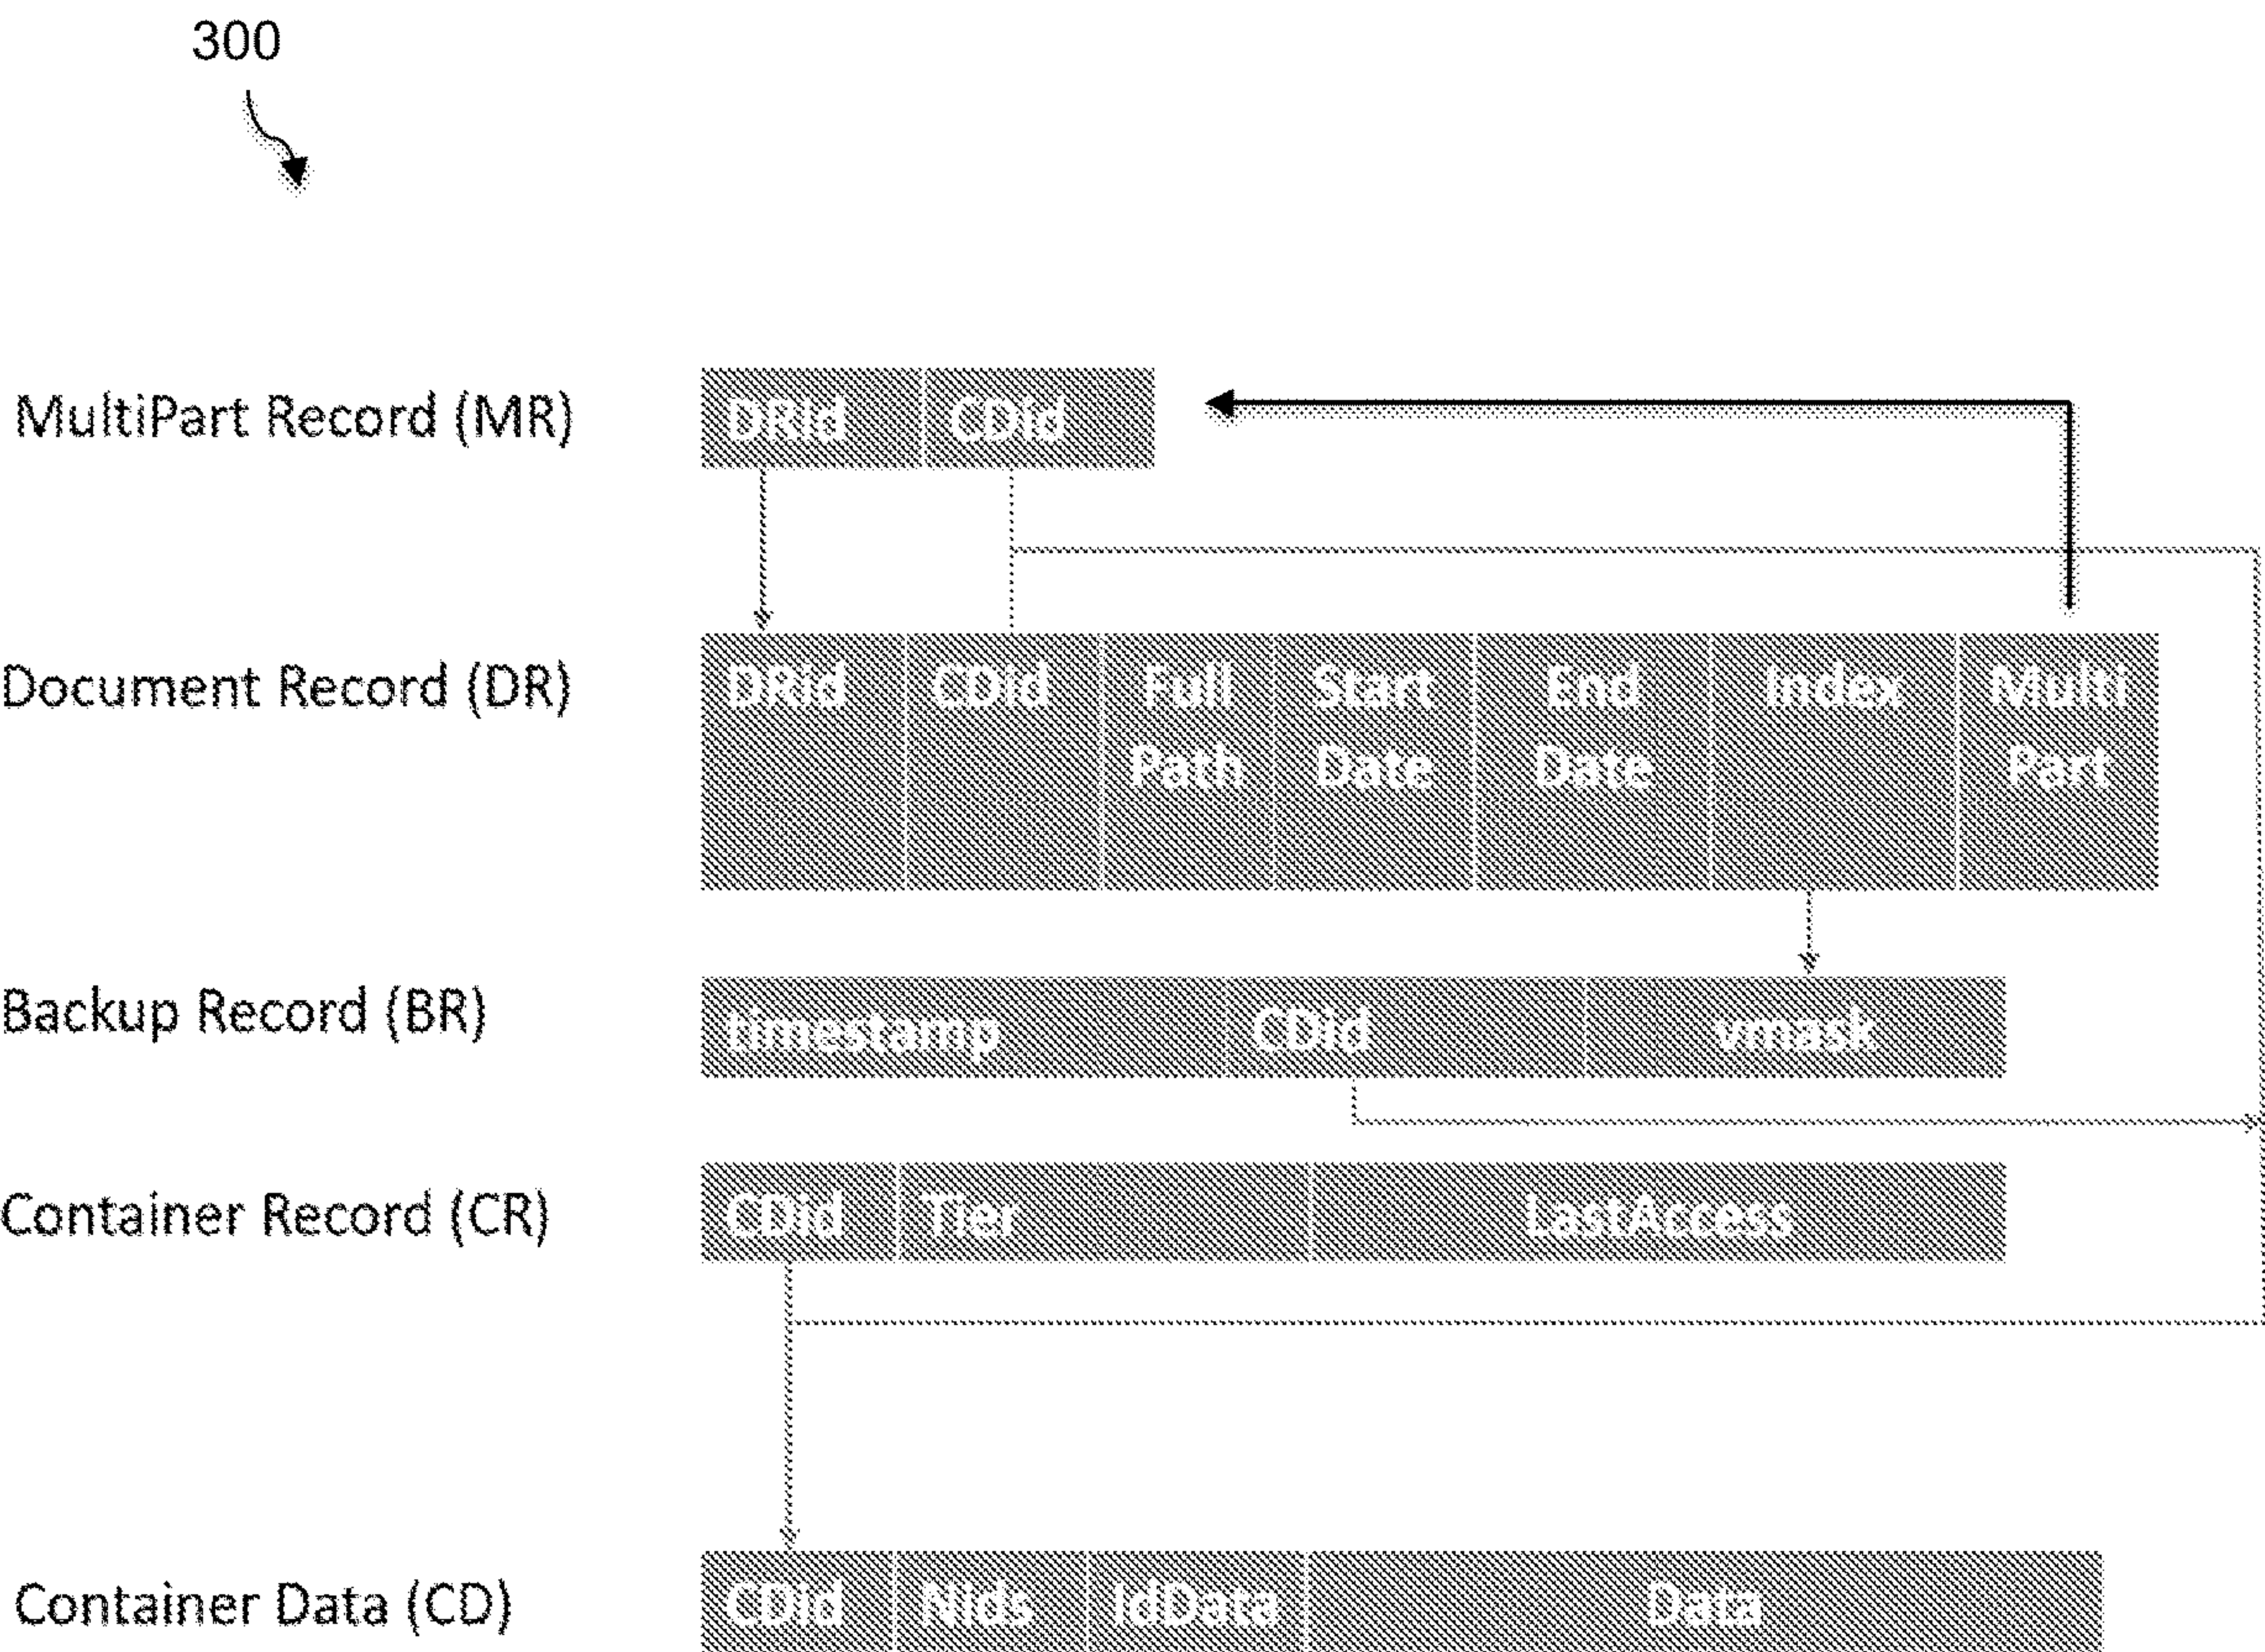 300
MultiPart Record (MR) DRid CDid
Document Record (DR) DRid CDid Full Start End Index Multi
Path Date Date Part
Backup Record (BR) timestamp CDid vmask
Container Record (CR) CDid Tier LastAccess
Container Data (CD) CDid Nids IdData Data